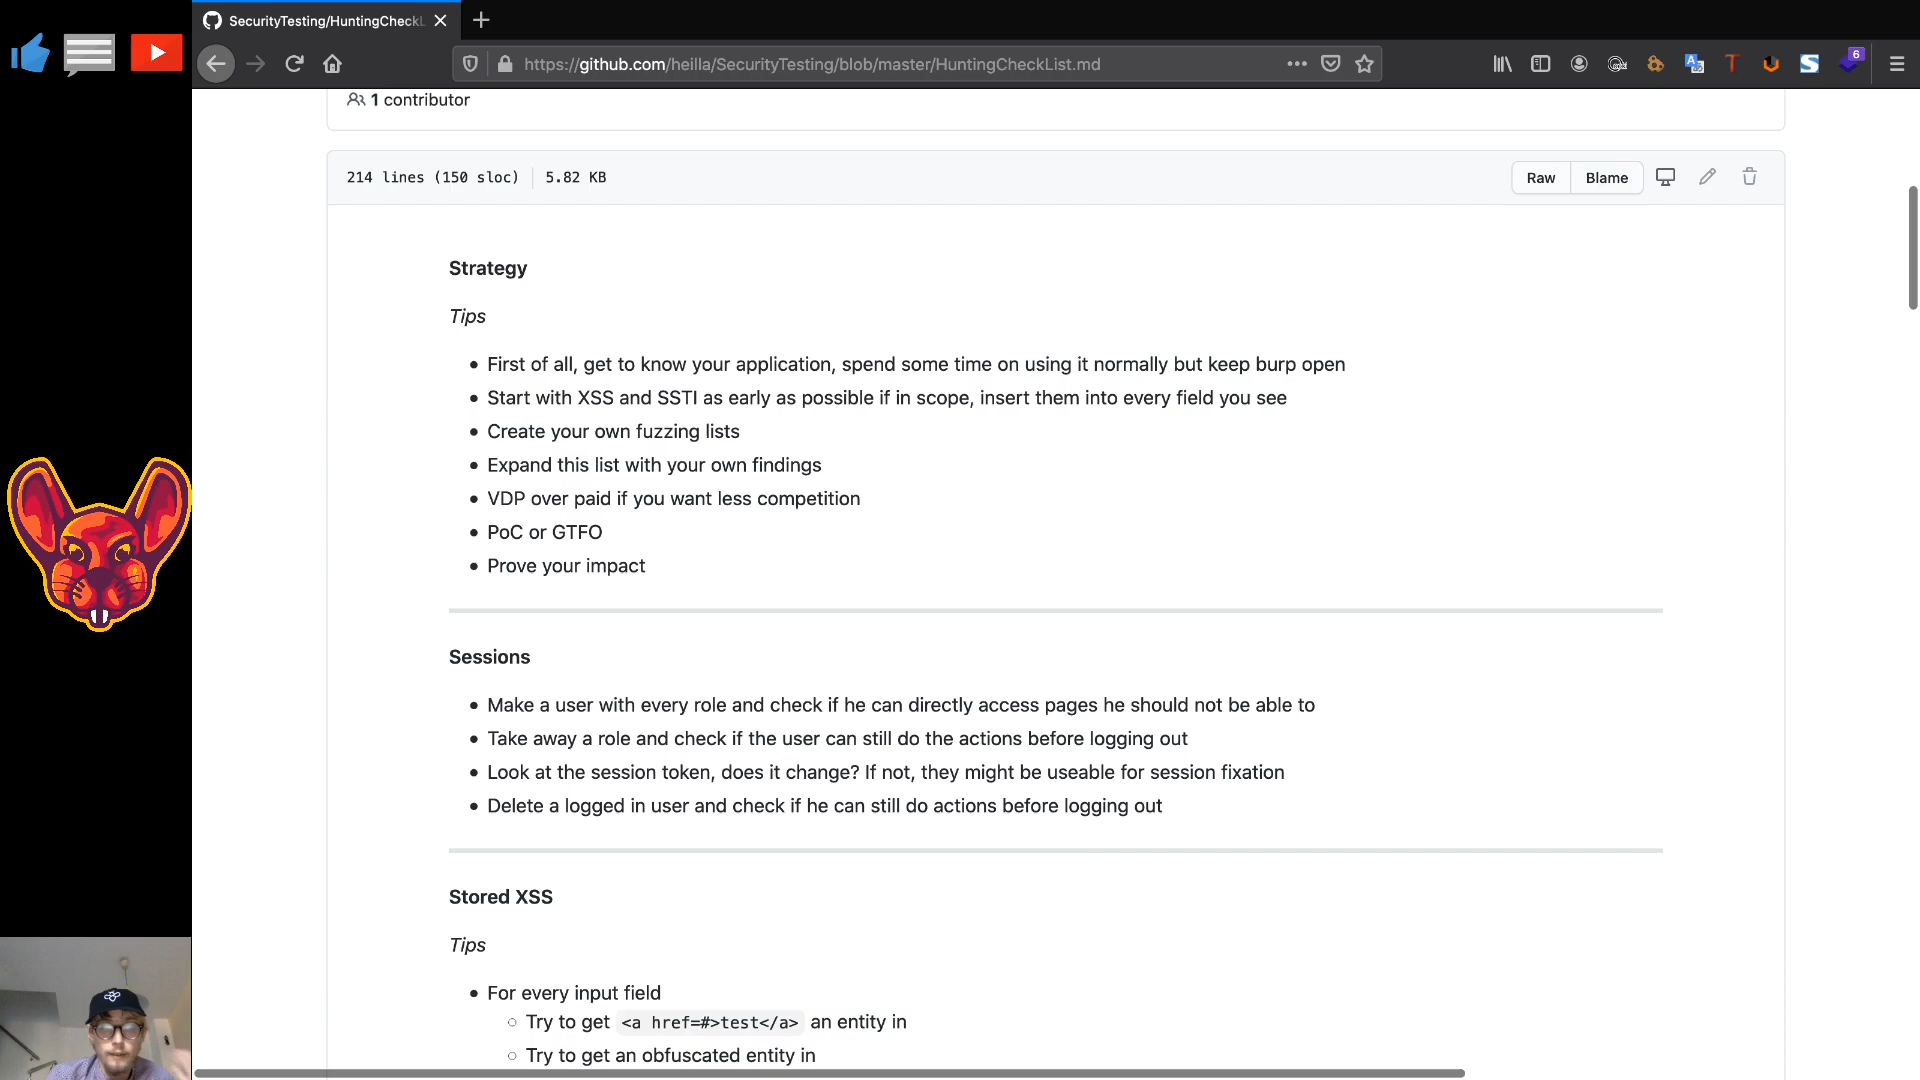 SecurityTesting/HuntingCheckL
https://github.com/heilla/SecurityTesting/blob/master/HuntingCheckList.md
6
1 contributor
214 lines (150 sloc) 5.82 KB
Raw
Blame
Strategy
Tips
First of all, get to know your application, spend some time on using it normally but keep burp open
Start with XSS and SSTI as early as possible if in scope, insert them into every field you see
Create your own fuzzing lists
Expand this list with your own findings
VDP over paid if you want less competition
PoC or GTFO
Prove your impact
Sessions
Make a user with every role and check if he can directly access pages he should not be able to
Take away a role and check if the user can still do the actions before logging out
Look at the session token, does it change? If not, they might be useable for session fixation
Delete a logged in user and check if he can still do actions before logging out
Stored XSS
Tips
For every input field
Try to get <a href=#>test</a> an entity in
Try to get an obfuscated entity in